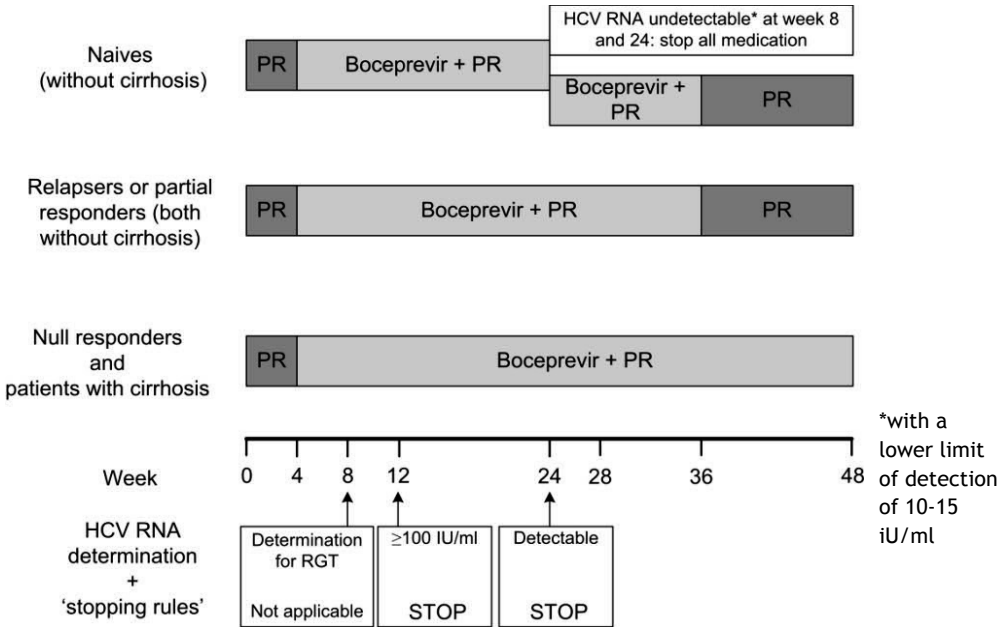 HCV RNA undetectable* at week 8
and 24: stop all medication
Naives
(without cirrhosis)
PR
Boceprevir + PR
Boceprevir +
PR
PR
Relapsers or partial
responders (both
without cirrhosis)
PR
Boceprevir + PR
PR
Null responders
and
patients with cirrhosis
PR
Boceprevir + PR
Week
0 4 8 12 24 28 36 48
*with a
lower limit
of detection
of 10-15
iU/ml
HCV RNA
determination
+
‘stopping rules’
Determination
for RGT
Not applicable
≥100 IU/ml
STOP
Detectable
STOP